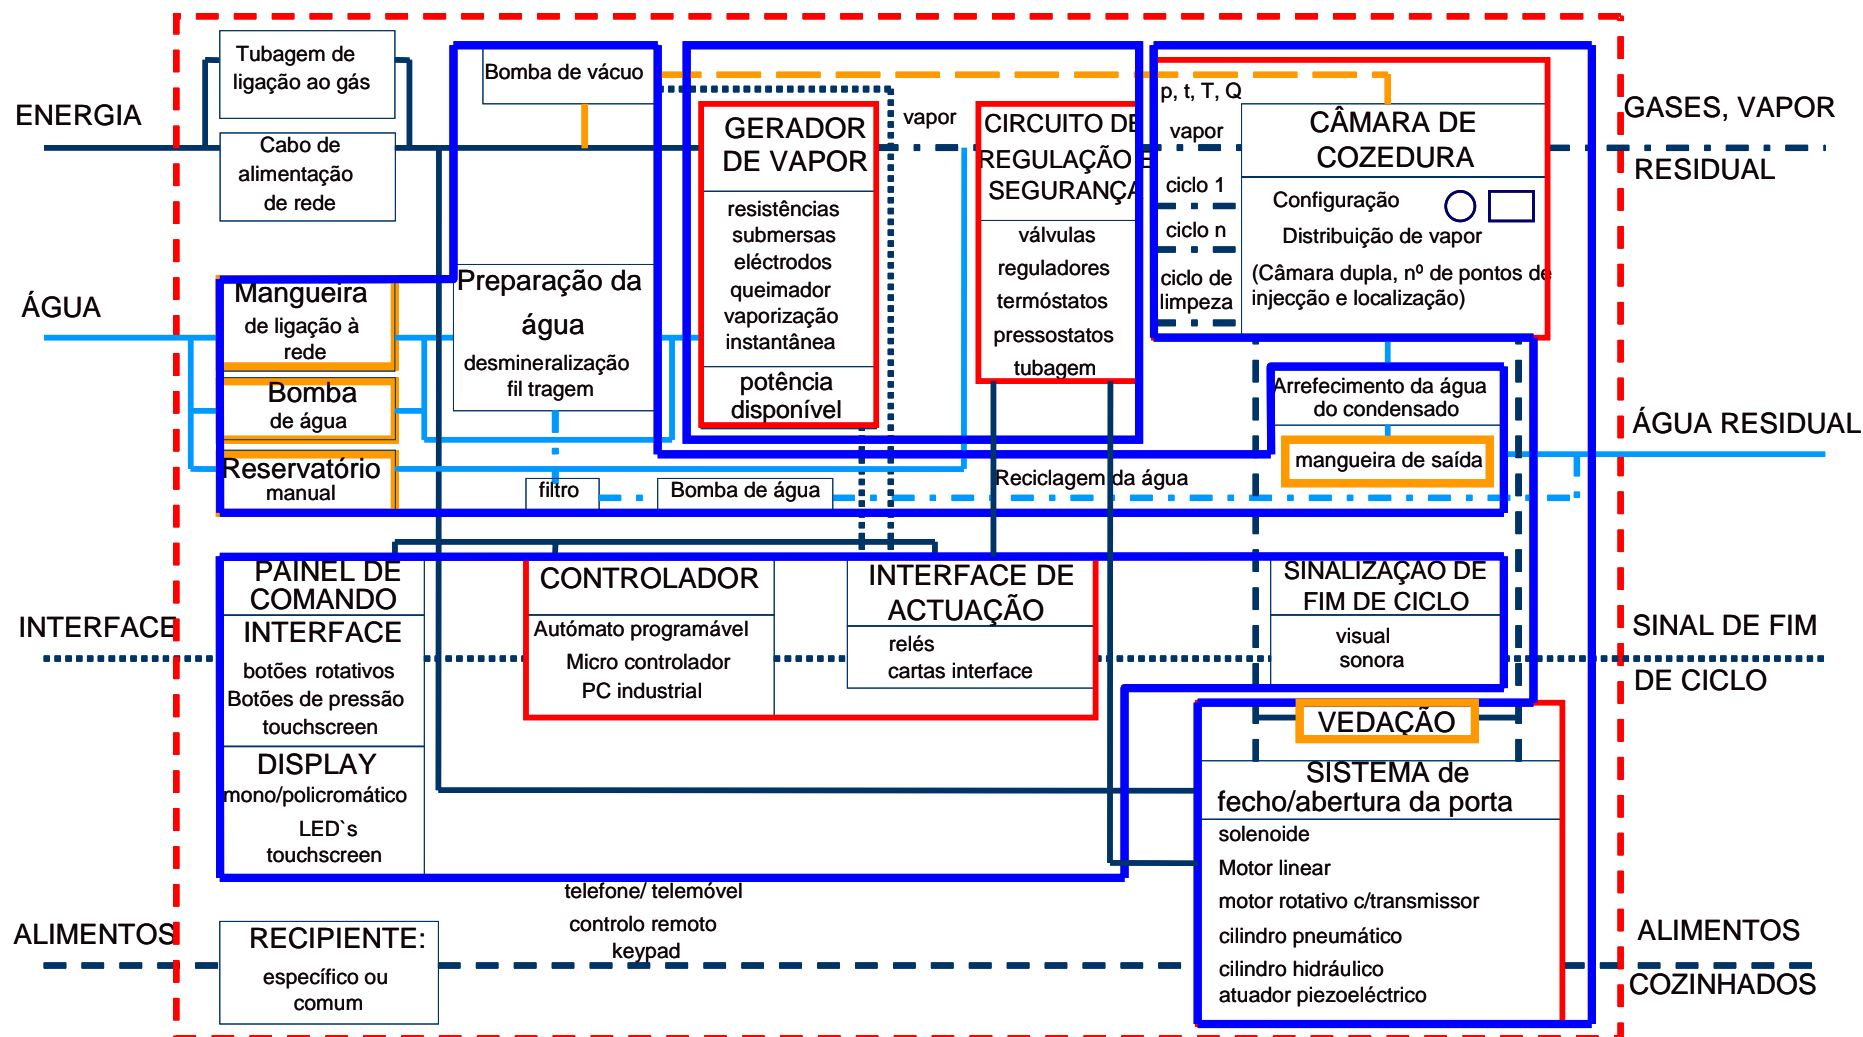 ENERGIA
Tubagem de
ligação ao gás
Cabo de
alimentação
de rede
Bomba de vácuo
GERADOR
DE VAPOR
resistências
submersas
eléctrodos
queimador
vaporização
instantânea
potência
disponível
vapor
CIRCUITO DE
REGULAÇÃO E
SEGURANÇA
válvulas
reguladores
termóstatos
pressostatos
tubagem
p, t, T, Q
vapor
ciclo 1
ciclo n
ciclo de
limpeza
CÂMARA DE
COZEDURA
Configuração
Distribuição de vapor
(Câmara dupla, nº de pontos de
injecção e localização)
GASES, VAPOR
RESIDUAL
ÁGUA
Mangueira
de ligação à
rede
Bomba
de água
Reservatório
manual
Preparação da
água
desmineralização
fil tragem
filtro
Bomba de água
Reciclagem da água
Arrefecimento da água
do condensado
mangueira de saída
ÁGUA RESIDUAL
INTERFACE
PAINEL DE
COMANDO
INTERFACE
botões rotativos
Botões de pressão
touchscreen
DISPLAY
mono/policromático
LED`s
touchscreen
CONTROLADOR
Autómato programável
Micro controlador
PC industrial
INTERFACE DE
ACTUAÇÃO
relés
cartas interface
SINALIZAÇÃO DE
FIM DE CICLO
visual
sonora
SINAL DE FIM
DE CICLO
VEDAÇÃO
SISTEMA de
fecho/abertura da porta
solenoide
Motor linear
motor rotativo c/transmissor
cilindro pneumático
cilindro hidráulico
atuador piezoeléctrico
telefone/ telemóvel
controlo remoto
keypad
ALIMENTOS
RECIPIENTE:
específico ou
comum
ALIMENTOS
COZINHADOS